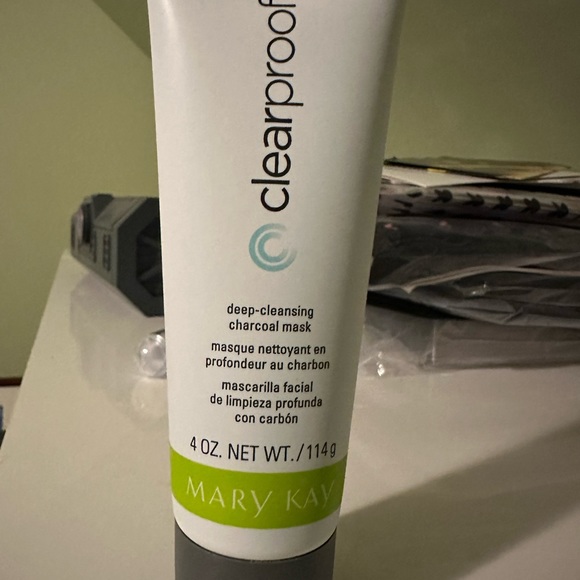 clearproof
deep-cleansing
charcoal mask
masque nettoyant en
profondeur au charbon
mascarilla facial
de limpieza profunda
con carbón
4 OZ. NET WT./114 g
MARY KAY